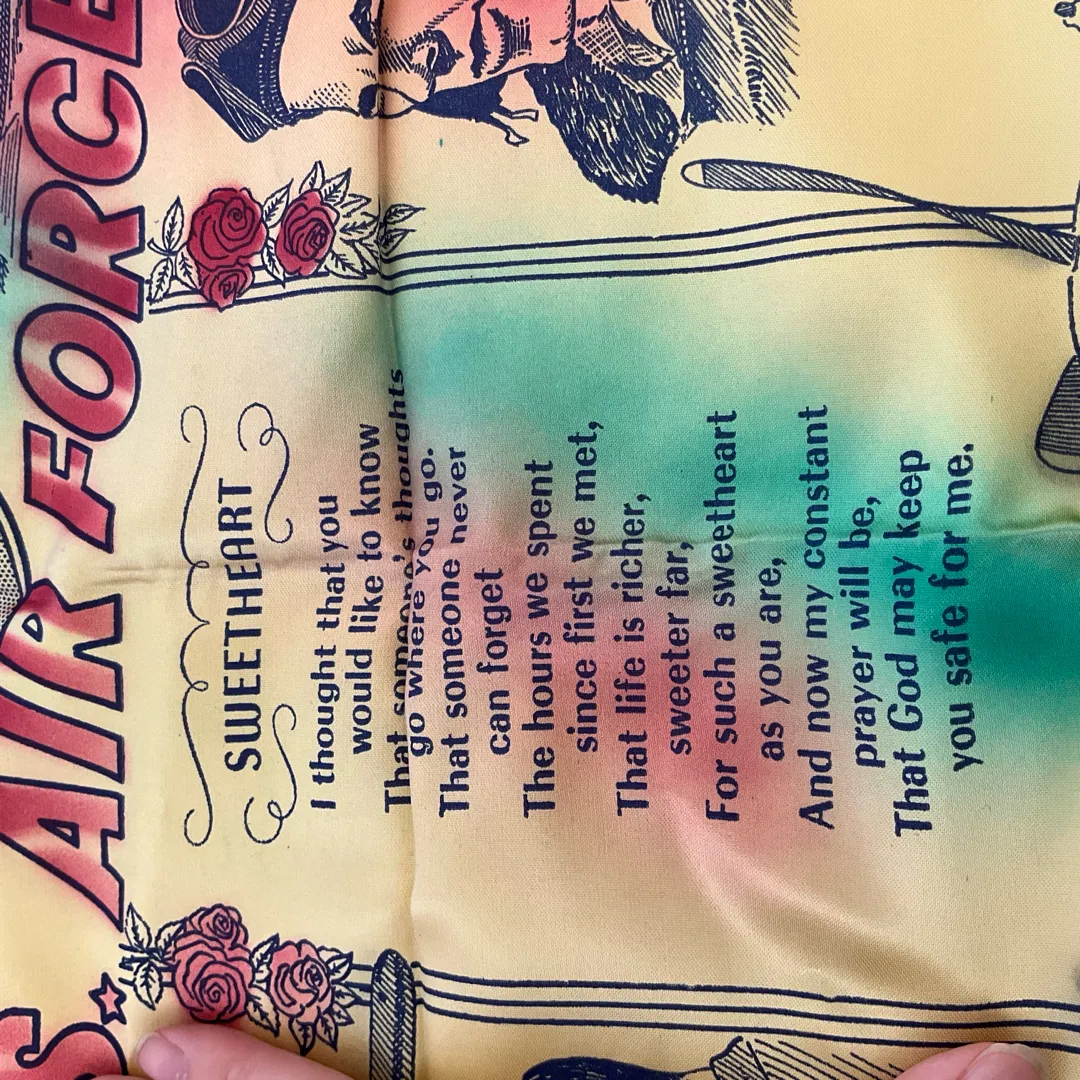 S. AIR FORCE
SWEETHEART
I thought that you
would like to know
That someone's thoughts
go where you go.
That someone never
can forget
The hours we spent
since first we met,
That life is richer,
sweeter far,
For such a sweetheart
as you are,
And now my constant
prayer will be,
That God may keep
you safe for me.